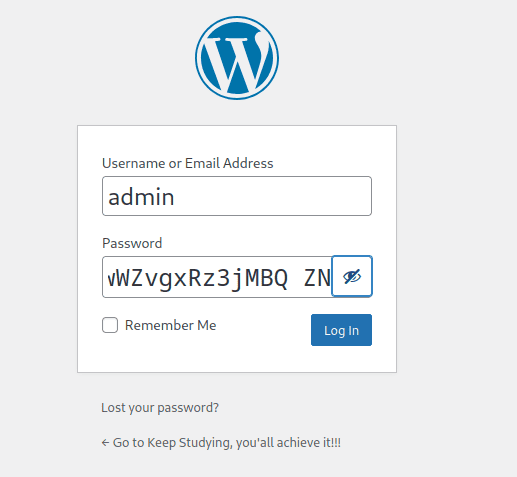 Username or Email Address
admin
Password
wWZvgxRz3jMBQ ZN
Remember Me
Log In
Lost your password?
← Go to Keep Studying, you'all achieve it!!!